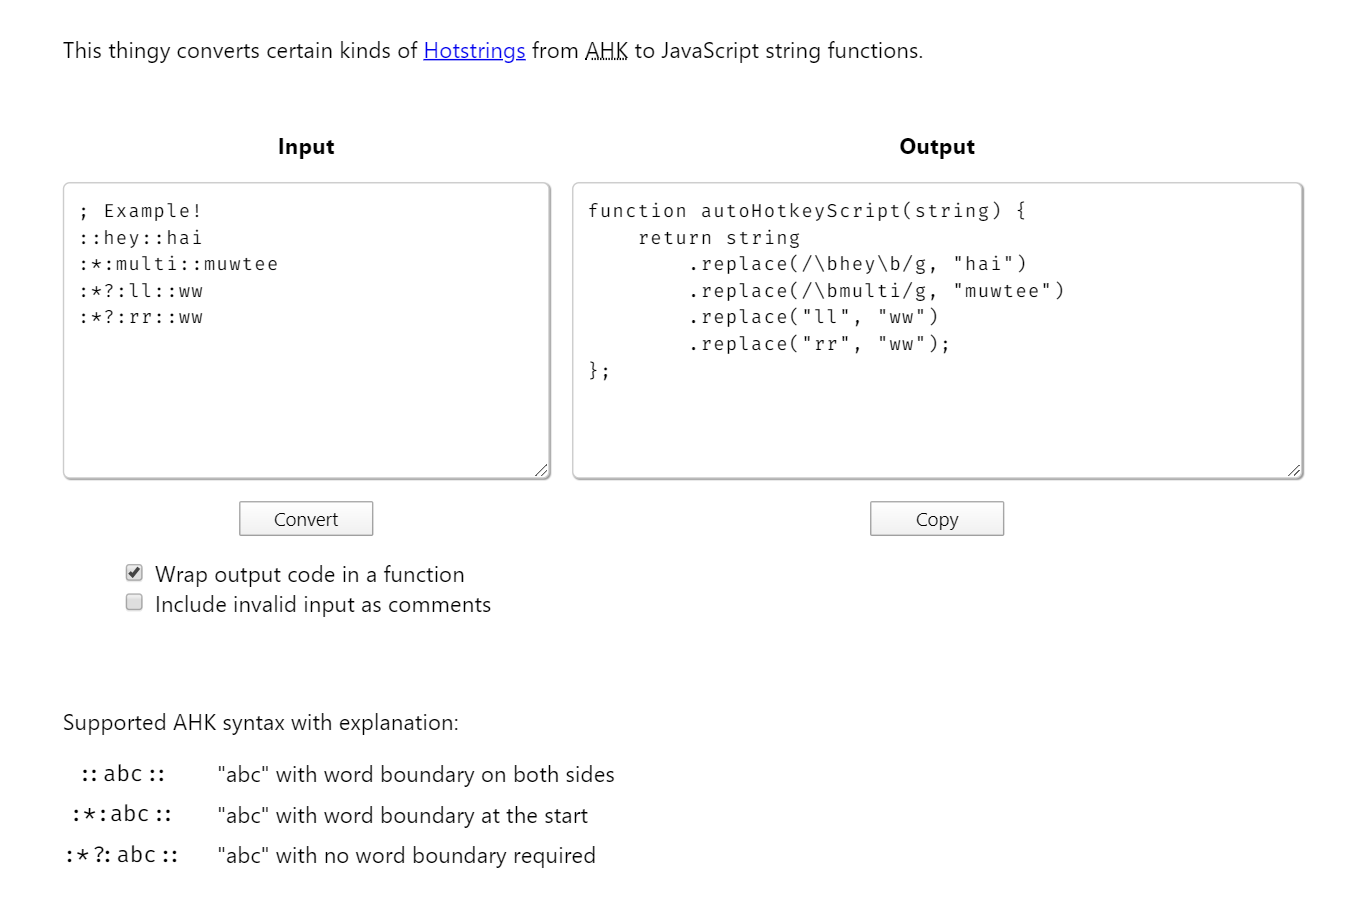 This thingy converts certain kinds of Hotstrings from AHK to JavaScript string functions.
Input
Output
; Example!
::hey::hai
:*:multi::muwtee
:*?:ll::ww
:*?:rr::ww
function autoHotkeyScript(string) {
    return string
        .replace(/\bhey\b/g, "hai")
        .replace(/\bmulti/g, "muwtee")
        .replace("ll", "ww")
        .replace("rr", "ww");
};
Convert
Copy
Wrap output code in a function
Include invalid input as comments
Supported AHK syntax with explanation:
::abc:: "abc" with word boundary on both sides
:*:abc:: "abc" with word boundary at the start
:*?:abc:: "abc" with no word boundary required